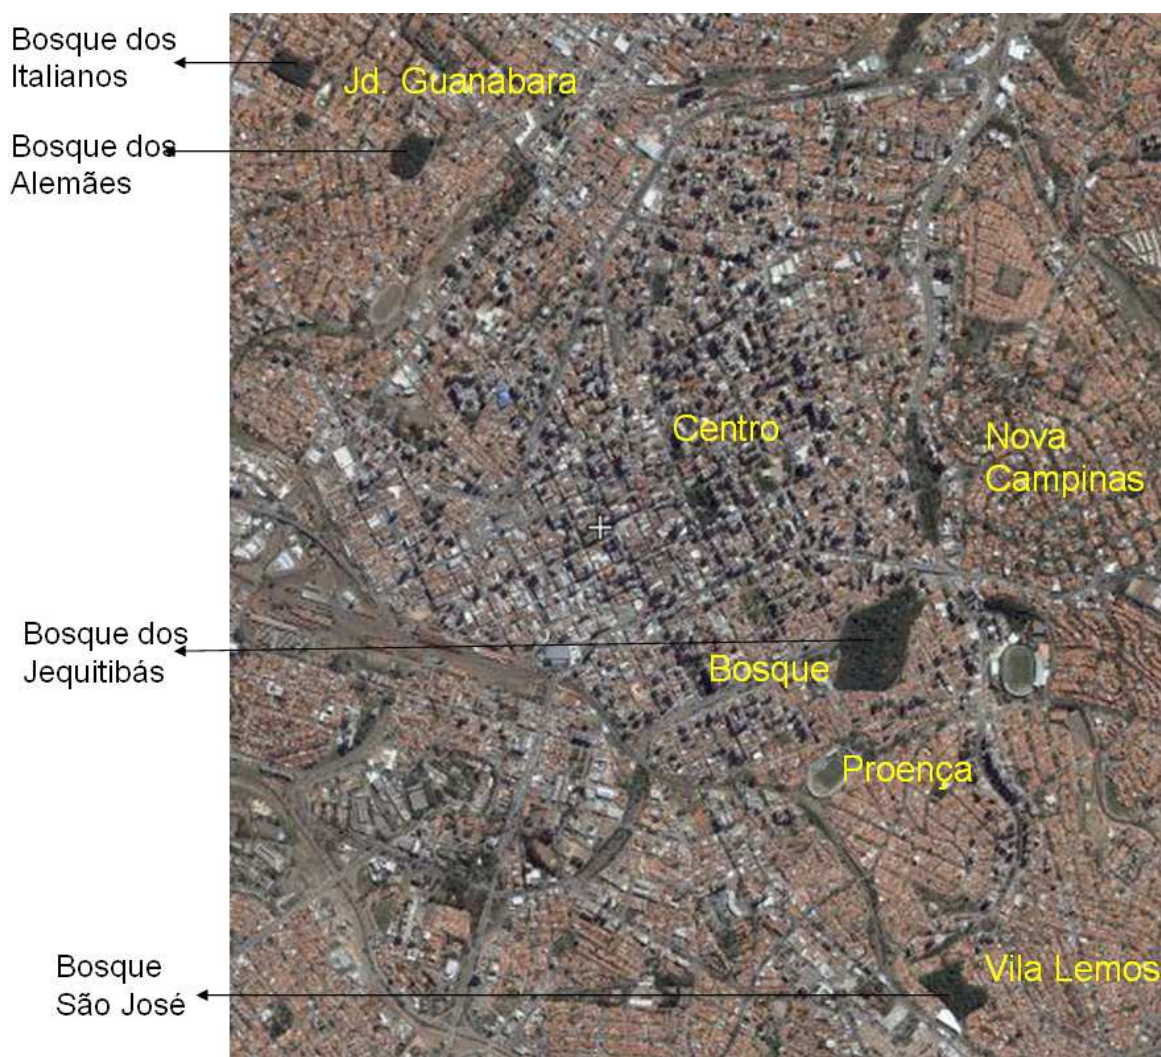 Bosque dos
Italianos
Jd. Guanabara
Bosque dos
Alemães
Centro
Nova
Campinas
Bosque dos
Jequitibás
Bosque
Proença
Bosque
São José
Vila Lemos